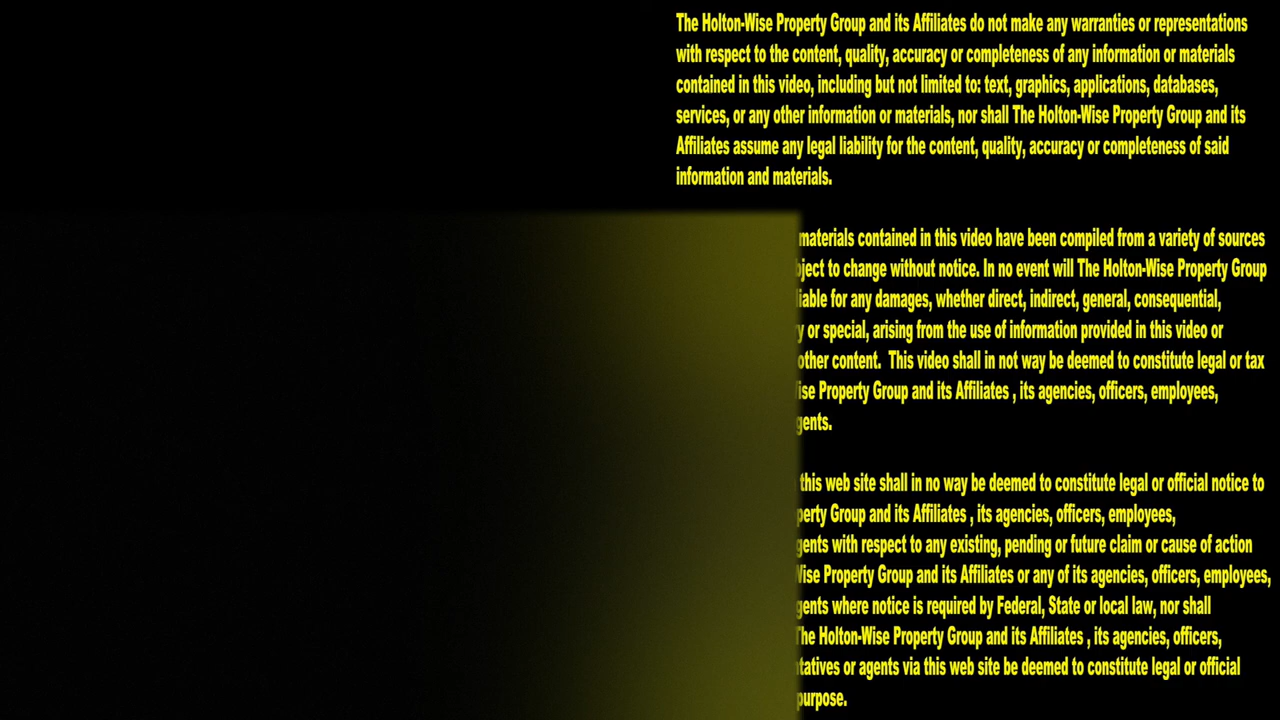 The Holton-Wise Property Group and its Affiliates do not make any warranties or representations
with respect to the content, quality, accuracy or completeness of any information or materials
contained in this video, including but not limited to: text, graphics, applications, databases,
services, or any other information or materials, nor shall The Holton-Wise Property Group and its
Affiliates assume any legal liability for the content, quality, accuracy or completeness of said
information and materials.
materials contained in this video have been compiled from a variety of sources
to change without notice. In no event will The Holton-Wise Property Group
for any damages, whether direct, indirect, general, consequential,
or special, arising from the use of information provided in this video or
other content. This video shall in not way be deemed to constitute legal or tax
Property Group and its Affiliates , its agencies, officers, employees,
this web site shall in no way be deemed to constitute legal or official notice to
Group and its Affiliates , its agencies, officers, employees,
with respect to any existing, pending or future claim or cause of action
Property Group and its Affiliates or any of its agencies, officers, employees,
where notice is required by Federal, State or local law, nor shall
The Holton-Wise Property Group and its Affiliates , its agencies, officers,
or agents via this web site be deemed to constitute legal or official
purpose.